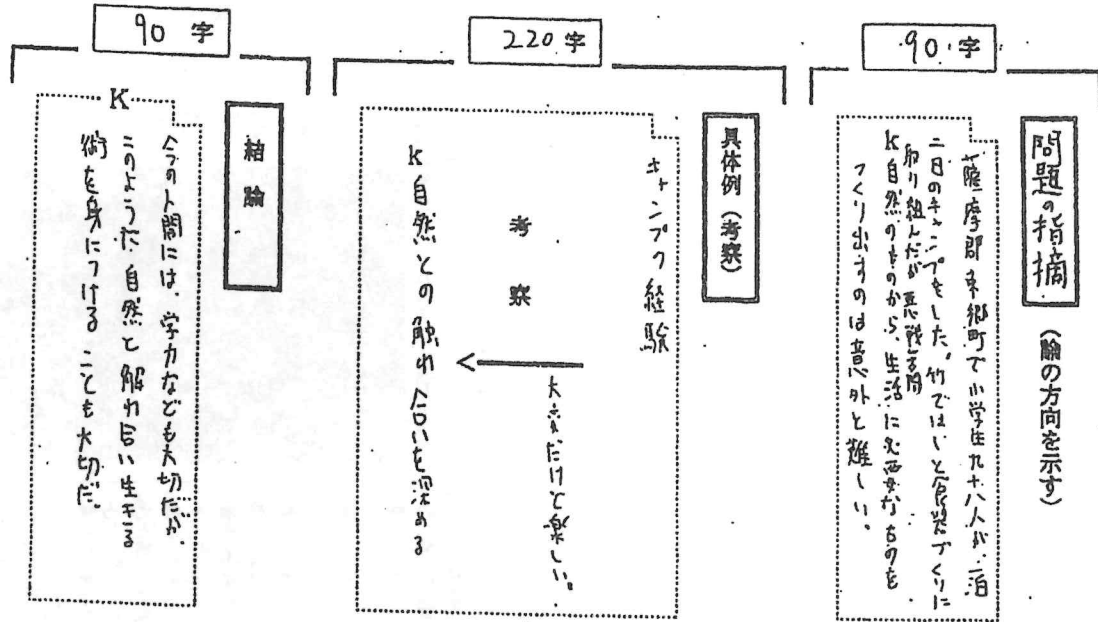 90字
問題の指摘
(論の方向を示す)
薩摩郡東郷町で小学生九十八人が、一泊
二日のキャンプをした。竹ではしと食器づくりに
取り組んだが悪戦苦闘
K 自然のものから、生活に必要なものを
つくり出すのは意外と難しい。
220字
具体例(考察)
キャンプの経験
大変だけど楽しい。
考察
K 自然との触れ合いを深める
90字
結論
K
今の人間には、学力なども大切だが、
このような自然と触れ合い生きる
術を身につけることも大切だ。